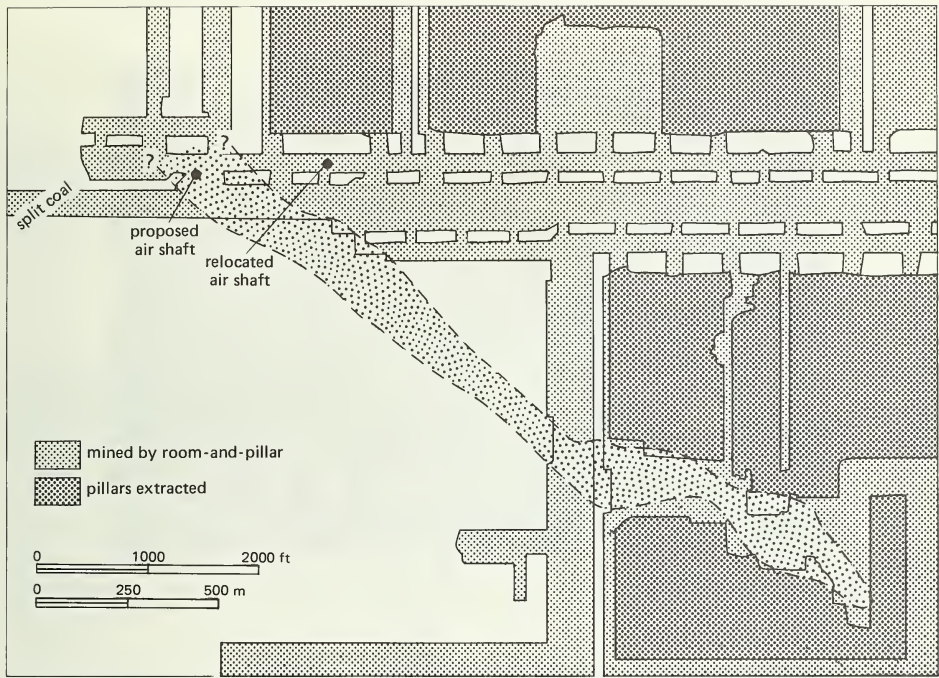 ?
?
split coal
proposed
air shaft
relocated
air shaft
mined by room-and-pillar
pillars extracted
0 1000 2000 ft
0 250 500 m